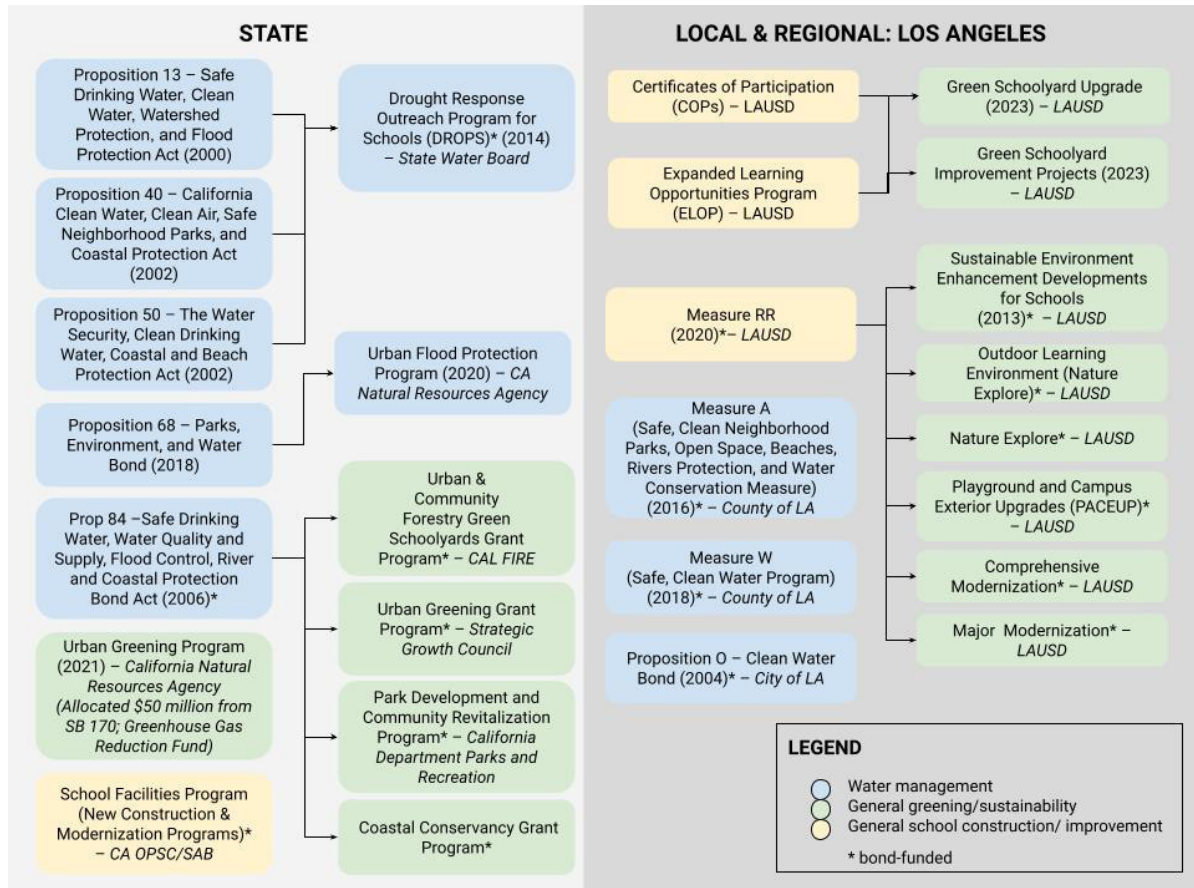 STATE
Proposition 13 – Safe
Drinking Water, Clean
Water, Watershed
Protection, and Flood
Protection Act (2000)
Proposition 40 – California
Clean Water, Clean Air, Safe
Neighborhood Parks, and
Coastal Protection Act
(2002)
Proposition 50 – The Water
Security, Clean Drinking
Water, Coastal and Beach
Protection Act (2002)
Proposition 68 – Parks,
Environment, and Water
Bond (2018)
Prop 84 –Safe Drinking
Water, Water Quality and
Supply, Flood Control, River
and Coastal Protection
Bond Act (2006)*
Urban Greening Program
(2021) – California Natural
Resources Agency
(Allocated $50 million from
SB 170; Greenhouse Gas
Reduction Fund)
School Facilities Program
(New Construction &
Modernization Programs)*
– CA OPSC/SAB
Drought Response
Outreach Program for
Schools (DROPS)* (2014)
– State Water Board
Urban Flood Protection
Program (2020) – CA
Natural Resources Agency
Urban &
Community
Forestry Green
Schoolyards Grant
Program* – CAL FIRE
Urban Greening Grant
Program* – Strategic
Growth Council
Park Development and
Community Revitalization
Program* – California
Department Parks and
Recreation
Coastal Conservancy Grant
Program*
LOCAL & REGIONAL: LOS ANGELES
Certificates of Participation
(COPs) – LAUSD
Expanded Learning
Opportunities Program
(ELOP) – LAUSD
Measure RR
(2020)*– LAUSD
Measure A
(Safe, Clean Neighborhood
Parks, Open Space, Beaches,
Rivers Protection, and Water
Conservation Measure)
(2016)* – County of LA
Measure W
(Safe, Clean Water Program)
(2018)* – County of LA
Proposition O – Clean Water
Bond (2004)* – City of LA
Green Schoolyard Upgrade
(2023) – LAUSD
Green Schoolyard
Improvement Projects (2023)
– LAUSD
Sustainable Environment
Enhancement Developments
for Schools
(2013)* – LAUSD
Outdoor Learning
Environment (Nature
Explore)* – LAUSD
Nature Explore* – LAUSD
Playground and Campus
Exterior Upgrades (PACEUP)*
– LAUSD
Comprehensive
Modernization* – LAUSD
Major Modernization* –
LAUSD
LEGEND
Water management
General greening/sustainability
General school construction/ improvement
* bond-funded